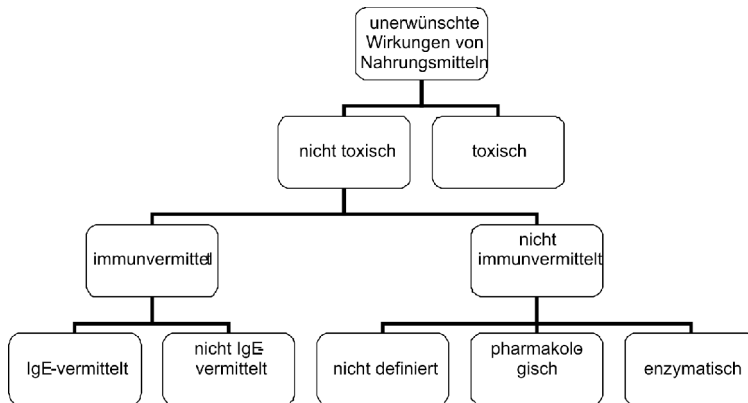 unerwünschte
Wirkungen von
Nahrungsmitteln
nicht toxisch
toxisch
immunvermittelt
nicht
immunvermittelt
IgE-vermittelt
nicht IgE-
vermittelt
nicht definiert
pharmakolo-
gisch
enzymatisch